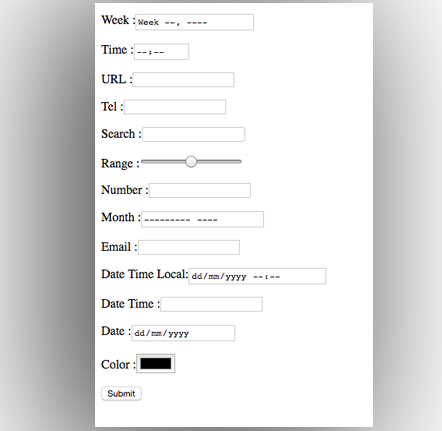 Week : Week --, ----
Time : --:--
URL :
Tel :
Search :
Range :
Number :
Month : --------- ----
Email :
Date Time Local: dd/mm/yyyy --:--
Date Time :
Date : dd/mm/yyyy
Color :
Submit